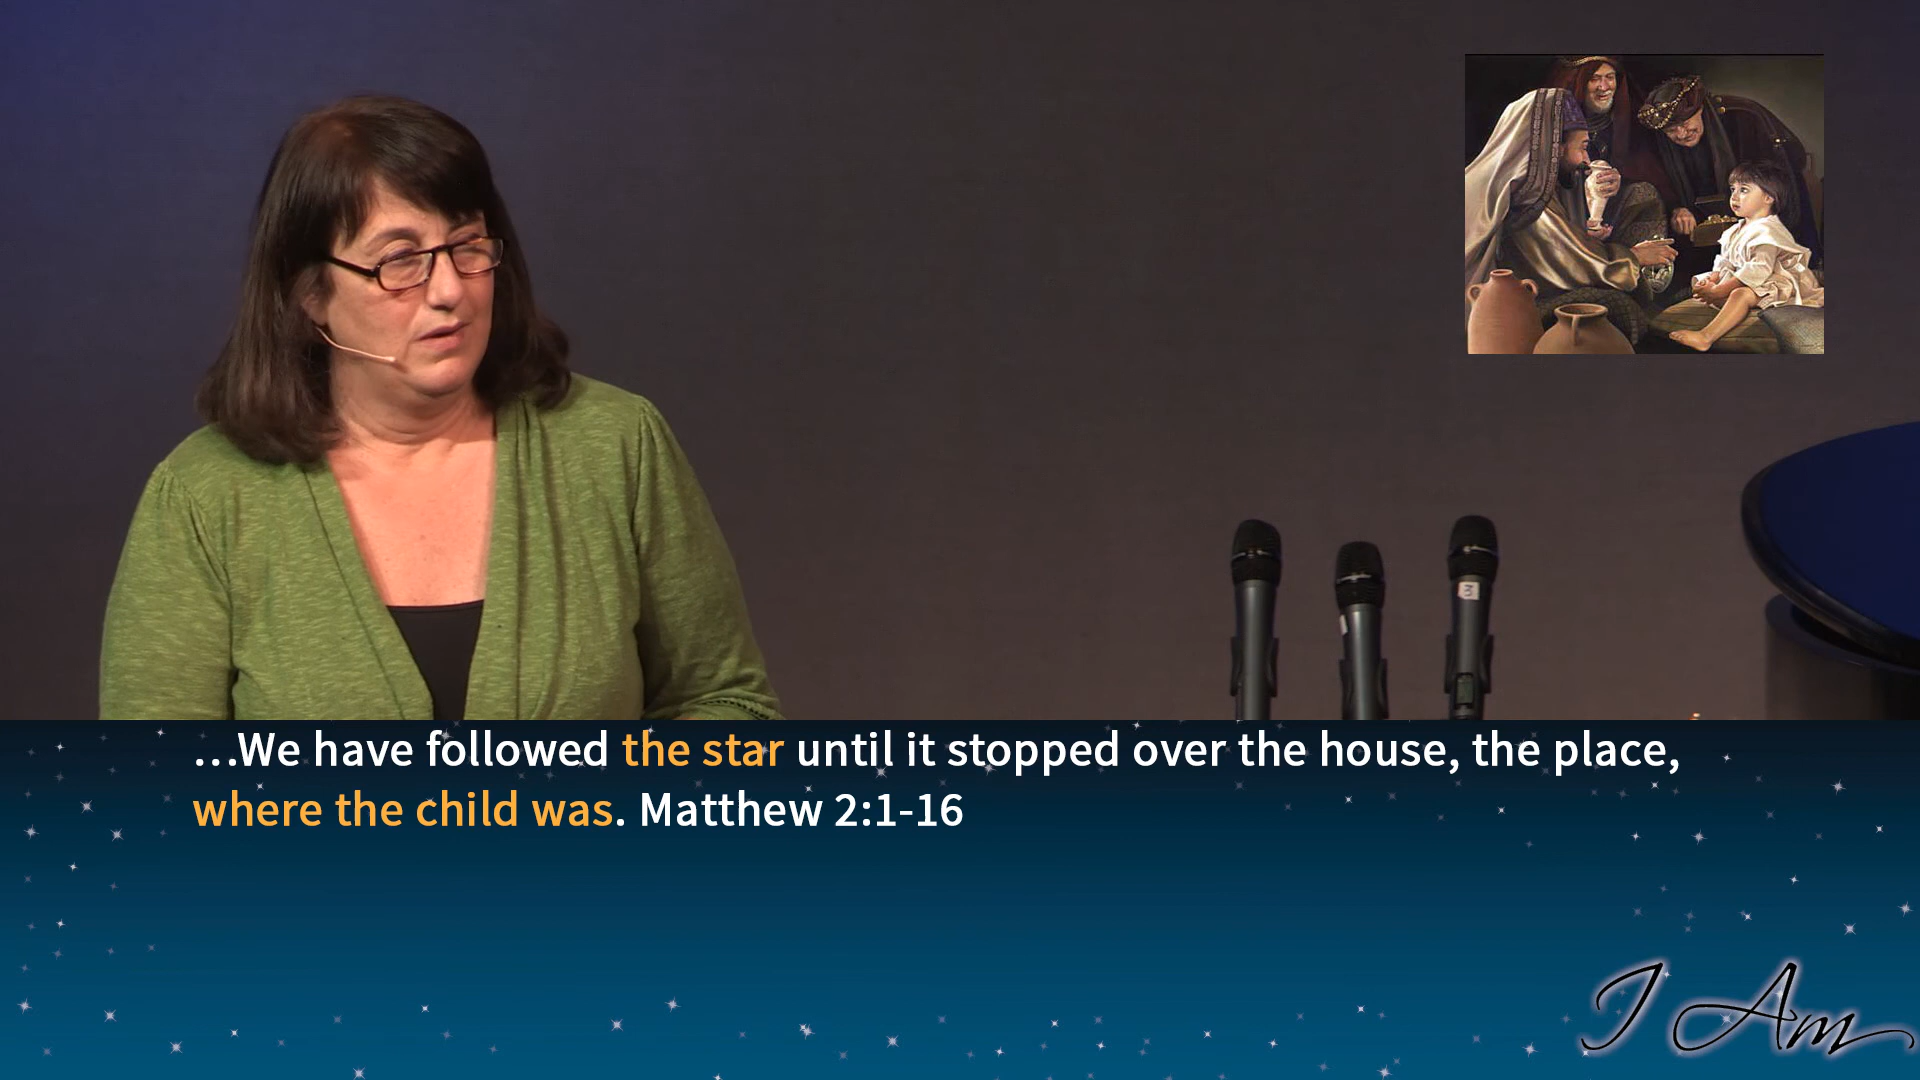 3
...We have followed the star until it stopped over the house, the place,
where the child was. Matthew 2:1-16
I Am